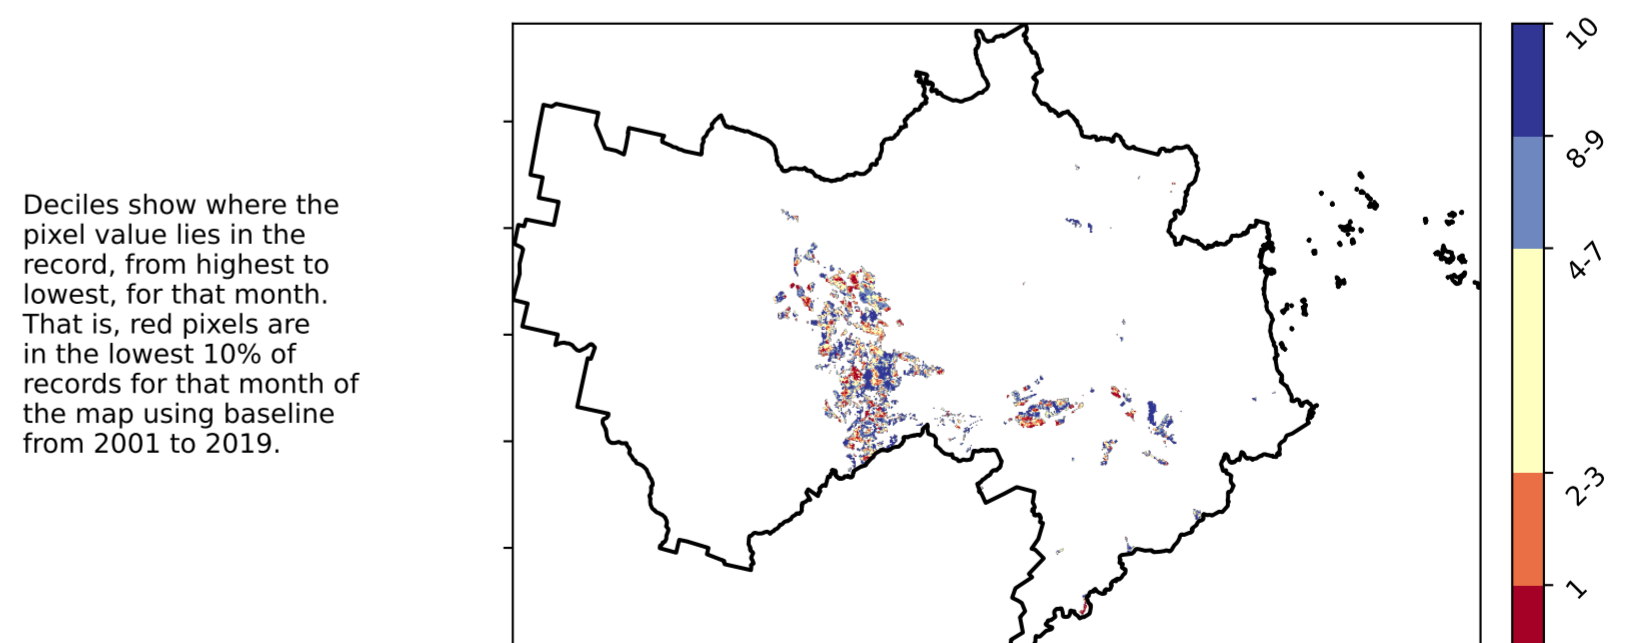 Deciles show where the
pixel value lies in the
record, from highest to
lowest, for that month.
That is, red pixels are
in the lowest 10% of
records for that month of
the map using baseline
from 2001 to 2019.
10
8-9
4-7
2-3
1